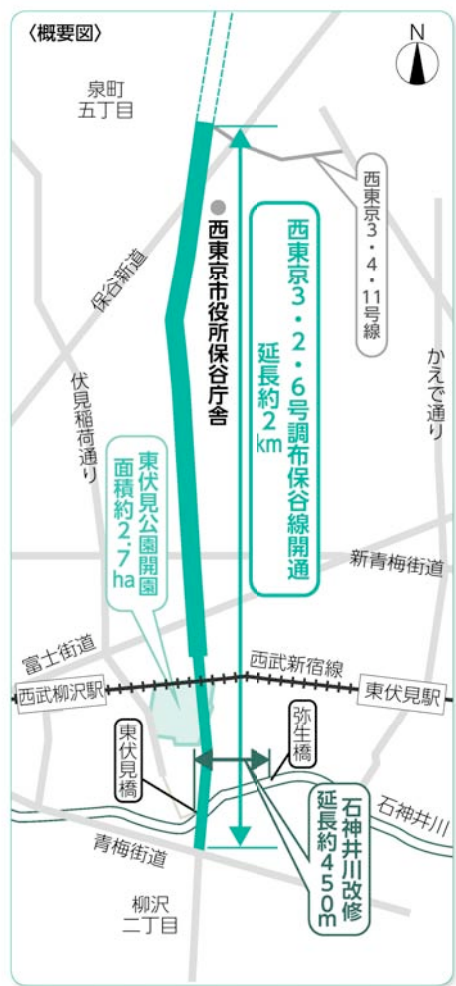 〈概要図〉
N
泉町
五丁目
西東京3・4・11号線
保谷新道
西東京市役所保谷庁舎
西東京3・2・6号調布保谷線開通
延長約2km
かえで通り
伏見稲荷通り
東伏見公園開園
面積約2.7ha
新青梅街道
富士街道
西武新宿線
西武柳沢駅
東伏見駅
弥生橋
東伏見橋
石神井川
石神井川改修
延長約450m
青梅街道
柳沢
二丁目